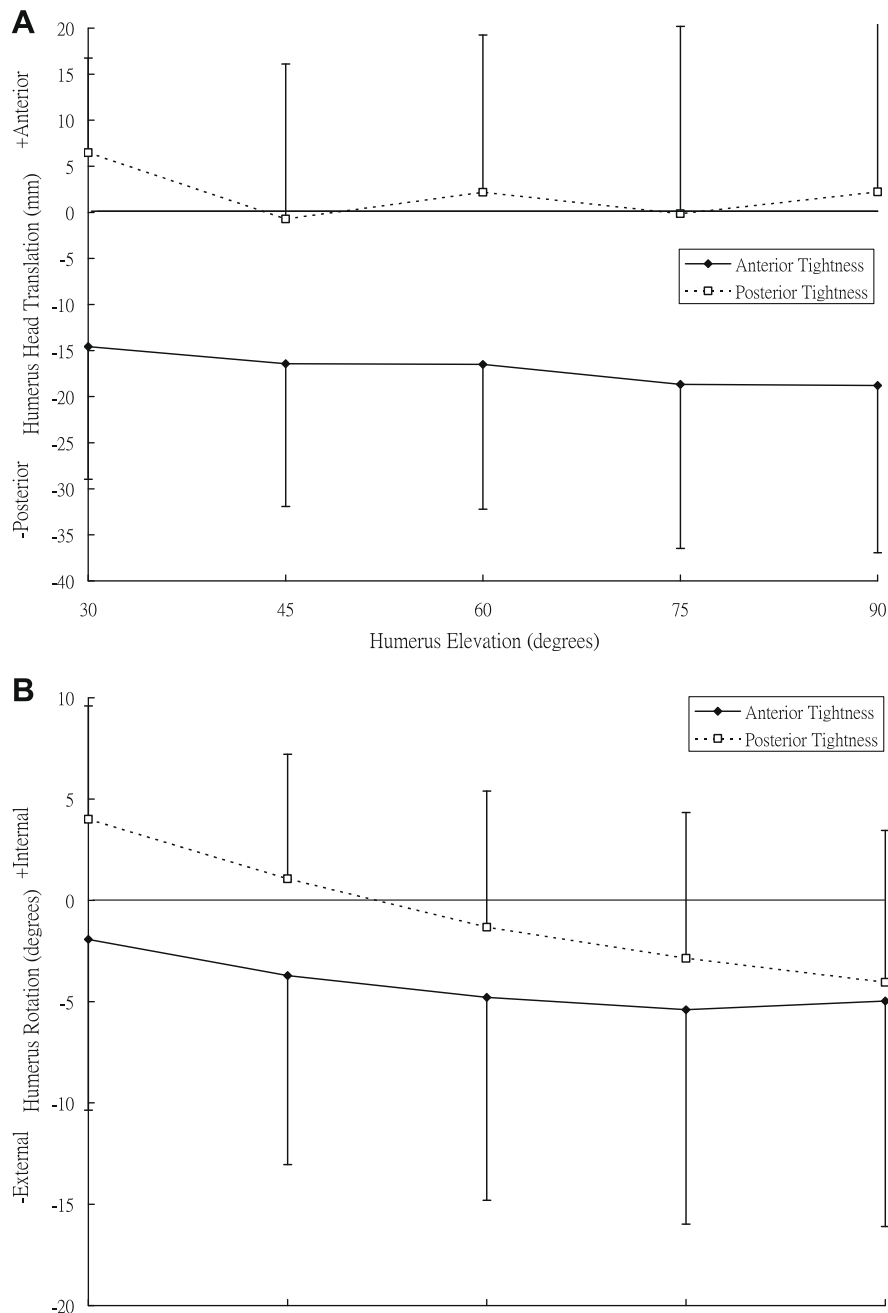 A
+Anterior
Humerus Head Translation (mm)
-Posterior
20
15
10
5
0
-5
-10
-15
-20
-25
-30
-35
-40
Anterior Tightness
Posterior Tightness
30
45
60
75
90
Humerus Elevation (degrees)
B
+Internal
Humerus Rotation (degrees)
-External
10
5
0
-5
-10
-15
-20
Anterior Tightness
Posterior Tightness